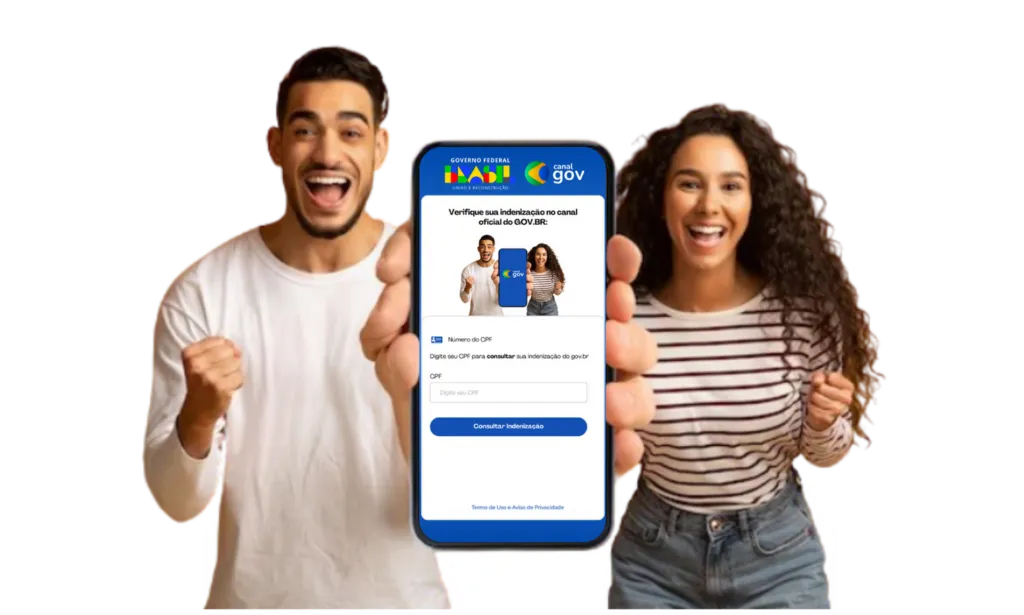 GOVERNO FEDERAL
BRASIL
UNIÃO E RECONSTRUÇÃO
canal
gov
Verifique sua indenização no canal
oficial do GOV.BR:
canal
gov
Número do CPF
Digite seu CPF para consultar sua indenização do gov.br
CPF
Digite seu CPF
Consultar Indenização
Termo de Uso e Aviso de Privacidade